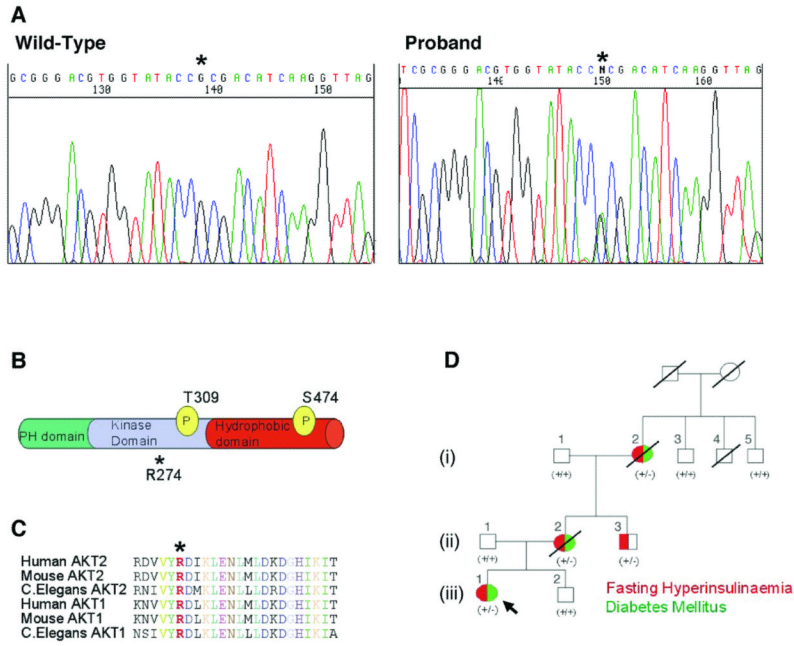 A
Wild-Type
*
GCGGGGACGTGGTATACCGCGACATCAAGGTTAG
130 140 150
Proband
*
TCGCGGGACGTGGTATACCNCGACATCAAGGTTAG
140 150 160
B
T309 S474
P P
PH domain Kinase Domain Hydrophobic domain
*
R274
C
*
Human AKT2 RDVVYRDIKLENLMLDKDGHIKIT
Mouse AKT2 RDVVYRDIKLENLMLDKDGHIKIT
C.Elegans AKT2 RNIVYRDMKLENLLLDRDGHIKIT
Human AKT1 KNVVYRDLKLENLMLDKDGHIKIT
Mouse AKT1 KNVVYRDLKLENLMLDKDGHIKIT
C.Elegans AKT1 NSIVYRDLKLENLLLDKDGHIKIA
D
(i)
1 2 3 4 5
(+/+) (+/-) (+/+) (+/+)
(ii)
1 2 3
(+/+) (+/-) (+/-)
(iii)
1 2
(+/-) (+/+)
Fasting Hyperinsulinaemia
Diabetes Mellitus